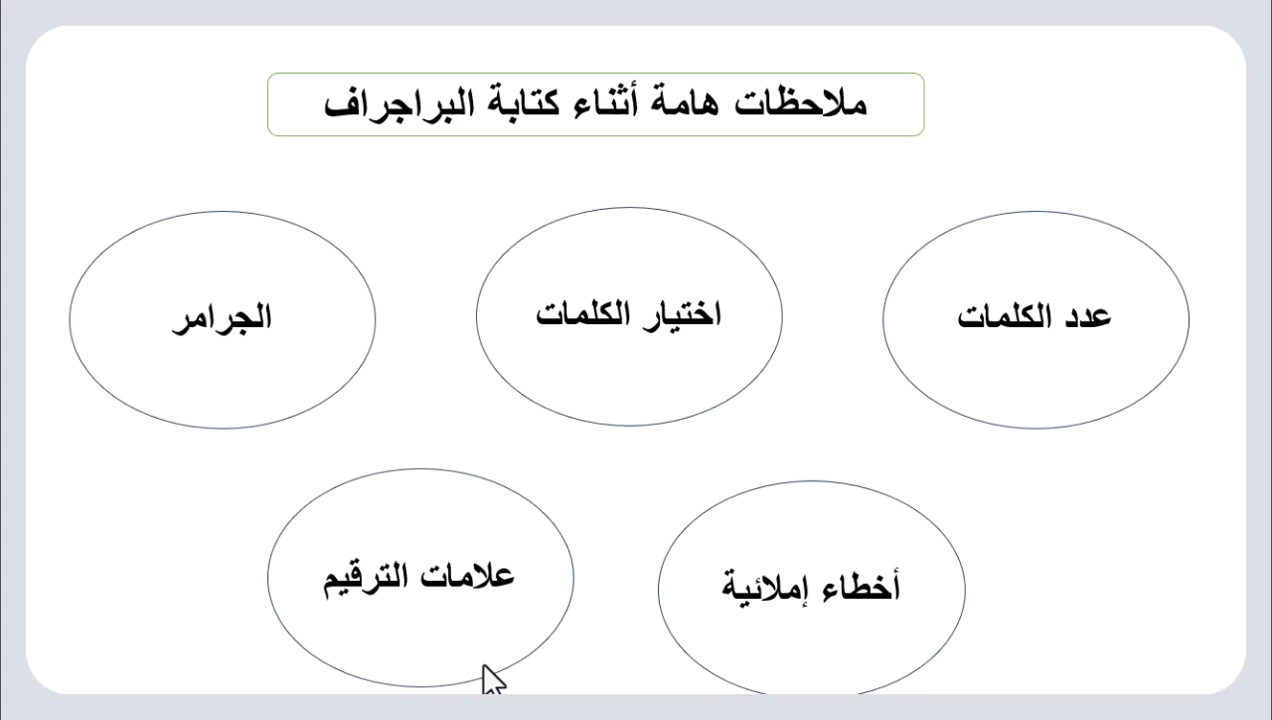 ملاحظات هامة أثناء كتابة البراجراف
عدد الكلمات
اختيار الكلمات
الجرامر
أخطاء إملائية
علامات الترقيم